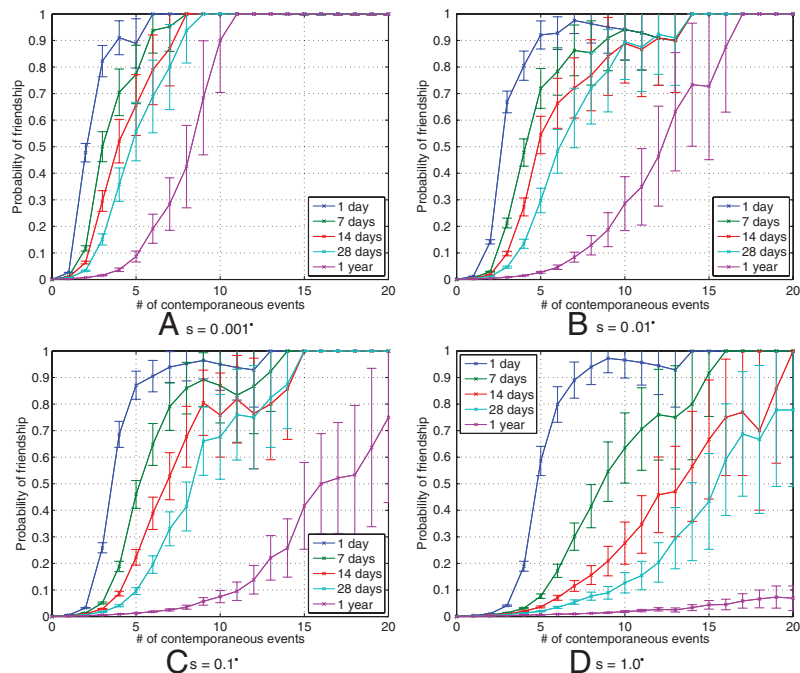 1
0.9
0.8
0.7
0.6
0.5
0.4
0.3
0.2
0.1
0
Probability of friendship
1 day
7 days
14 days
28 days
1 year
0 5 10 15 20
# of contemporaneous events
A s = 0.001°
1
0.9
0.8
0.7
0.6
0.5
0.4
0.3
0.2
0.1
0
Probability of friendship
1 day
7 days
14 days
28 days
1 year
0 5 10 15 20
# of contemporaneous events
B s = 0.01°
1
0.9
0.8
0.7
0.6
0.5
0.4
0.3
0.2
0.1
0
Probability of friendship
1 day
7 days
14 days
28 days
1 year
0 5 10 15 20
# of contemporaneous events
C s = 0.1°
1
0.9
0.8
0.7
0.6
0.5
0.4
0.3
0.2
0.1
0
Probability of friendship
1 day
7 days
14 days
28 days
1 year
0 5 10 15 20
# of contemporaneous events
D s = 1.0°